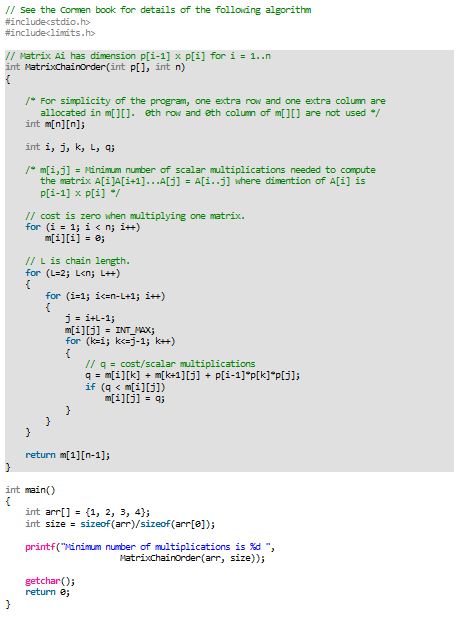 // See the Cormen book for details of the following algorithm
#include<stdio.h>
#include<limits.h>
// Matrix Ai has dimension p[i-1] x p[i] for i = 1..n
int MatrixChainOrder(int p[], int n)
{
/* For simplicity of the program, one extra row and one extra column are
allocated in m[][].  0th row and 0th column of m[][] are not used */
int m[n][n];
int i, j, k, L, q;
/* m[i,j] = Minimum number of scalar multiplications needed to compute
the matrix A[i]A[i+1]...A[j] = A[i..j] where dimention of A[i] is
p[i-1] x p[i] */
// cost is zero when multiplying one matrix.
for (i = 1; i < n; i++)
m[i][i] = 0;
// L is chain length.
for (L=2; L<n; L++)
{
for (i=1; i<=n-L+1; i++)
{
j = i+L-1;
m[i][j] = INT_MAX;
for (k=i; k<=j-1; k++)
{
// q = cost/scalar multiplications
q = m[i][k] + m[k+1][j] + p[i-1]*p[k]*p[j];
if (q < m[i][j])
m[i][j] = q;
}
}
}
return m[1][n-1];
}
int main()
{
int arr[] = {1, 2, 3, 4};
int size = sizeof(arr)/sizeof(arr[0]);
printf("Minimum number of multiplications is %d ",
MatrixChainOrder(arr, size));
getchar();
return 0;
}